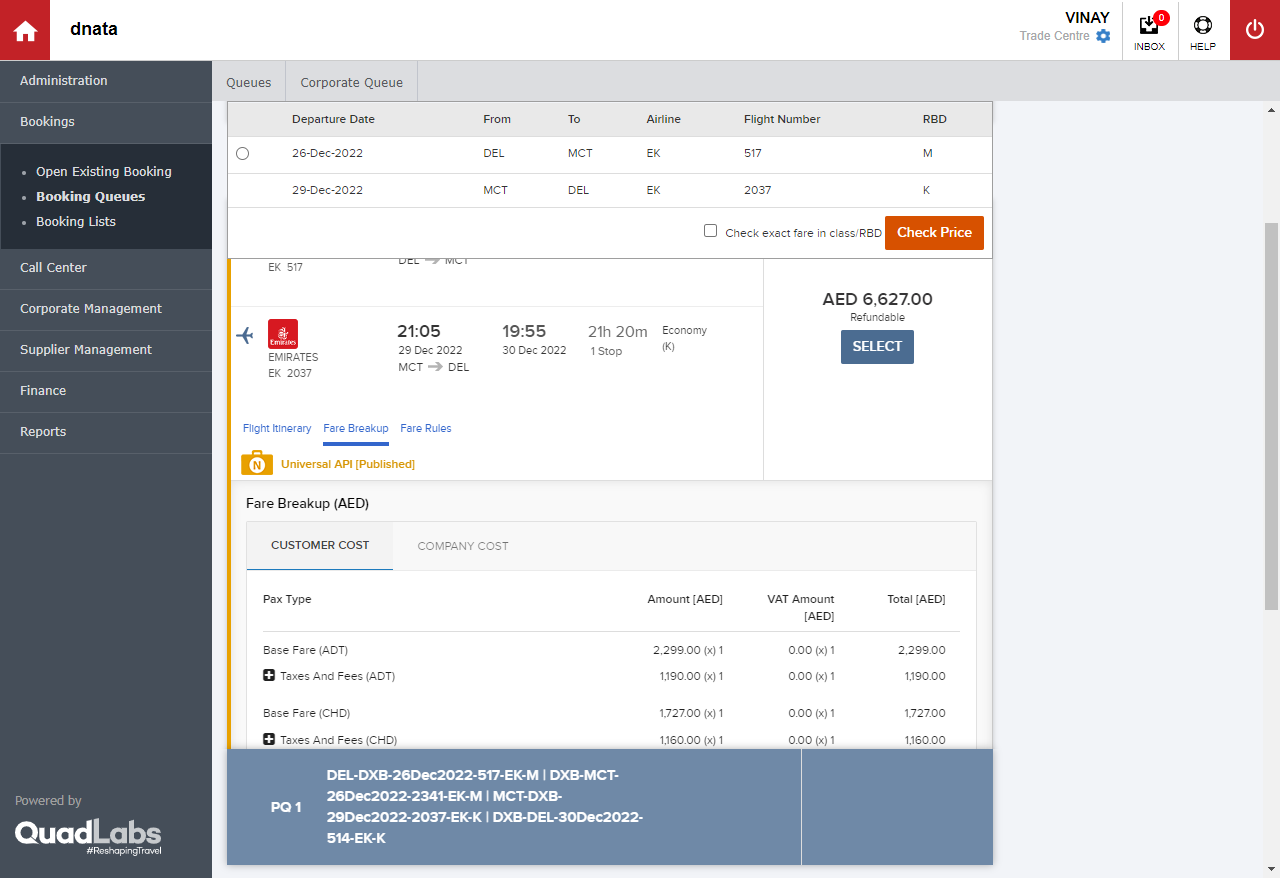 dnata
VINAY
Trade Centre
0
INBOX
HELP
Administration
Bookings
Open Existing Booking
Booking Queues
Booking Lists
Call Center
Corporate Management
Supplier Management
Finance
Reports
Powered by
QuadLabs
#ReshapingTravel
Queues
Corporate Queue
Departure Date From To Airline Flight Number RBD
26-Dec-2022 DEL MCT EK 517 M
29-Dec-2022 MCT DEL EK 2037 K
Check exact fare in class/RBD Check Price
DEL MCT
EK 517
AED 6,627.00
Refundable
SELECT
Emirates
EMIRATES
EK 2037
21:05
29 Dec 2022
MCT DEL
19:55
30 Dec 2022
21h 20m
1 Stop
Economy
(K)
Flight Itinerary Fare Breakup Fare Rules
N Universal API [Published]
Fare Breakup (AED)
CUSTOMER COST COMPANY COST
Pax Type Amount [AED] VAT Amount [AED] Total [AED]
Base Fare (ADT) 2,299.00 (x) 1 0.00 (x) 1 2,299.00
Taxes And Fees (ADT) 1,190.00 (x) 1 0.00 (x) 1 1,190.00
Base Fare (CHD) 1,727.00 (x) 1 0.00 (x) 1 1,727.00
Taxes And Fees (CHD) 1,160.00 (x) 1 0.00 (x) 1 1,160.00
PQ 1
DEL-DXB-26Dec2022-517-EK-M | DXB-MCT-
26Dec2022-2341-EK-M | MCT-DXB-
29Dec2022-2037-EK-K | DXB-DEL-30Dec2022-
514-EK-K